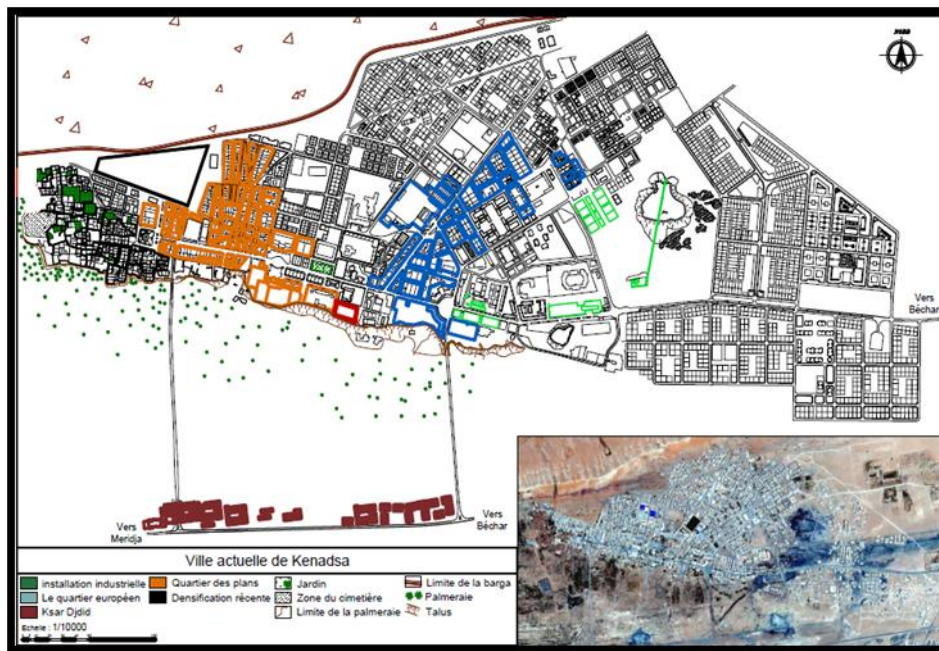 Vers
Béchar
Vers
Meridja
Vers
Béchar
Ville actuelle de Kenadsa
installation industrielle
Quartier des plans
Jardin
Limite de la barga
Le quartier européen
Densification récente
Zone du cimetière
Palmeraie
Ksar Djdid
Limite de la palmeraie
Talus
Echelle : 1/10000